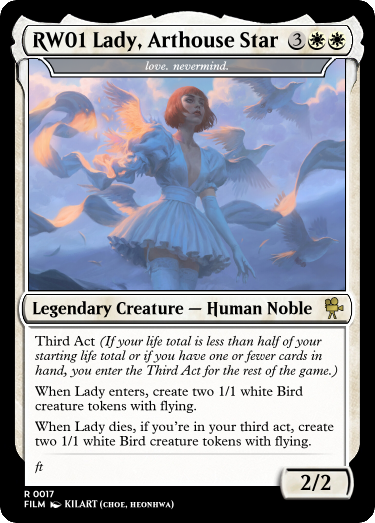 RW01 Lady, Arthouse Star 3
love. nevermind.
Legendary Creature — Human Noble
Third Act (If your life total is less than half of your
starting life total or if you have one or fewer cards in
hand, you enter the Third Act for the rest of the game.)
When Lady enters, create two 1/1 white Bird
creature tokens with flying.
When Lady dies, if you're in your third act, create
two 1/1 white Bird creature tokens with flying.
ft
2/2
R 0017
FILM KILART (CHOE, HEONHWA)